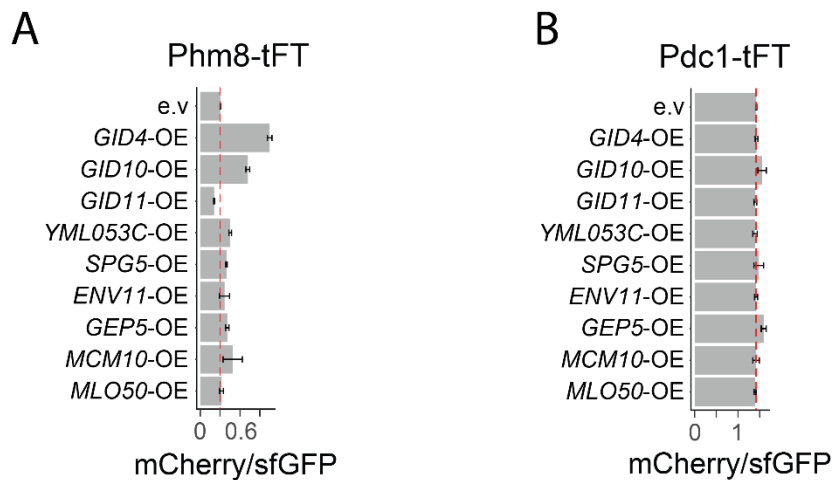 A
Phm8-tFT
e.v
GID4-OE
GID10-OE
GID11-OE
YML053C-OE
SPG5-OE
ENV11-OE
GEP5-OE
MCM10-OE
MLO50-OE
0 0.6
mCherry/sfGFP
B
Pdc1-tFT
e.v
GID4-OE
GID10-OE
GID11-OE
YML053C-OE
SPG5-OE
ENV11-OE
GEP5-OE
MCM10-OE
MLO50-OE
0 1
mCherry/sfGFP